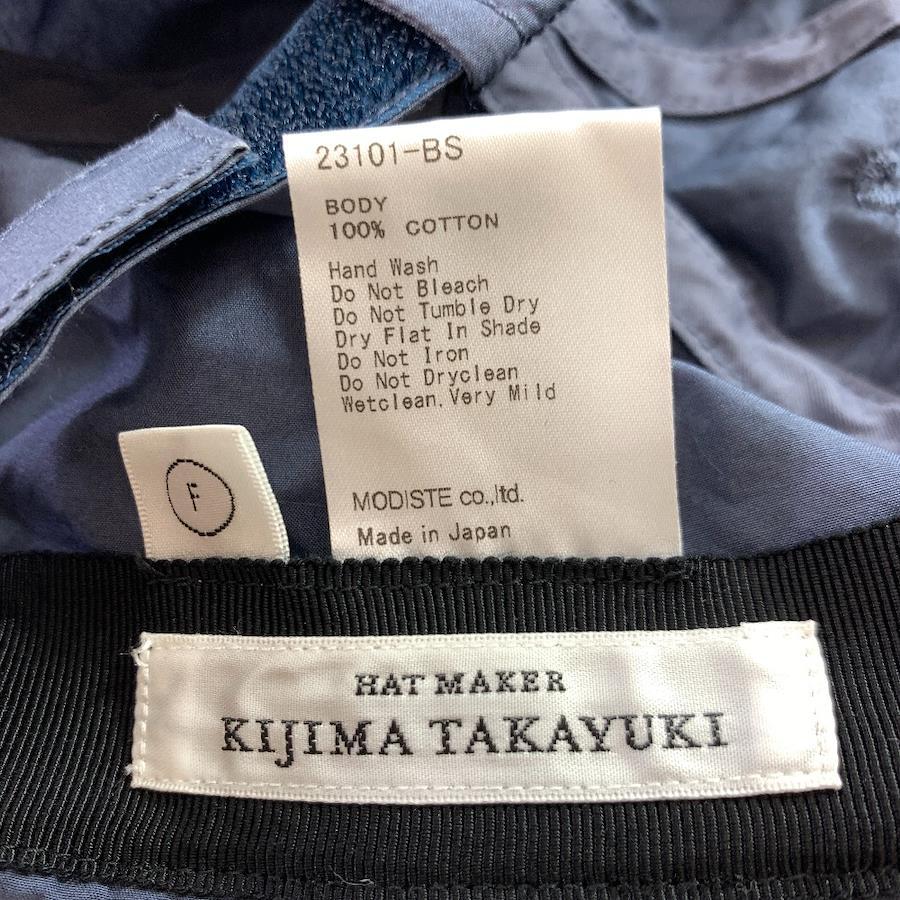 23101-BS
BODY
100% COTTON
Hand Wash
Do Not Bleach
Do Not Tumble Dry
Dry Flat In Shade
Do Not Iron
Do Not Dryclean
Wetclean.Very Mild
F
MODISTE co.,ltd.
Made in Japan
HAT MAKER
KIJIMA TAKAYUKI